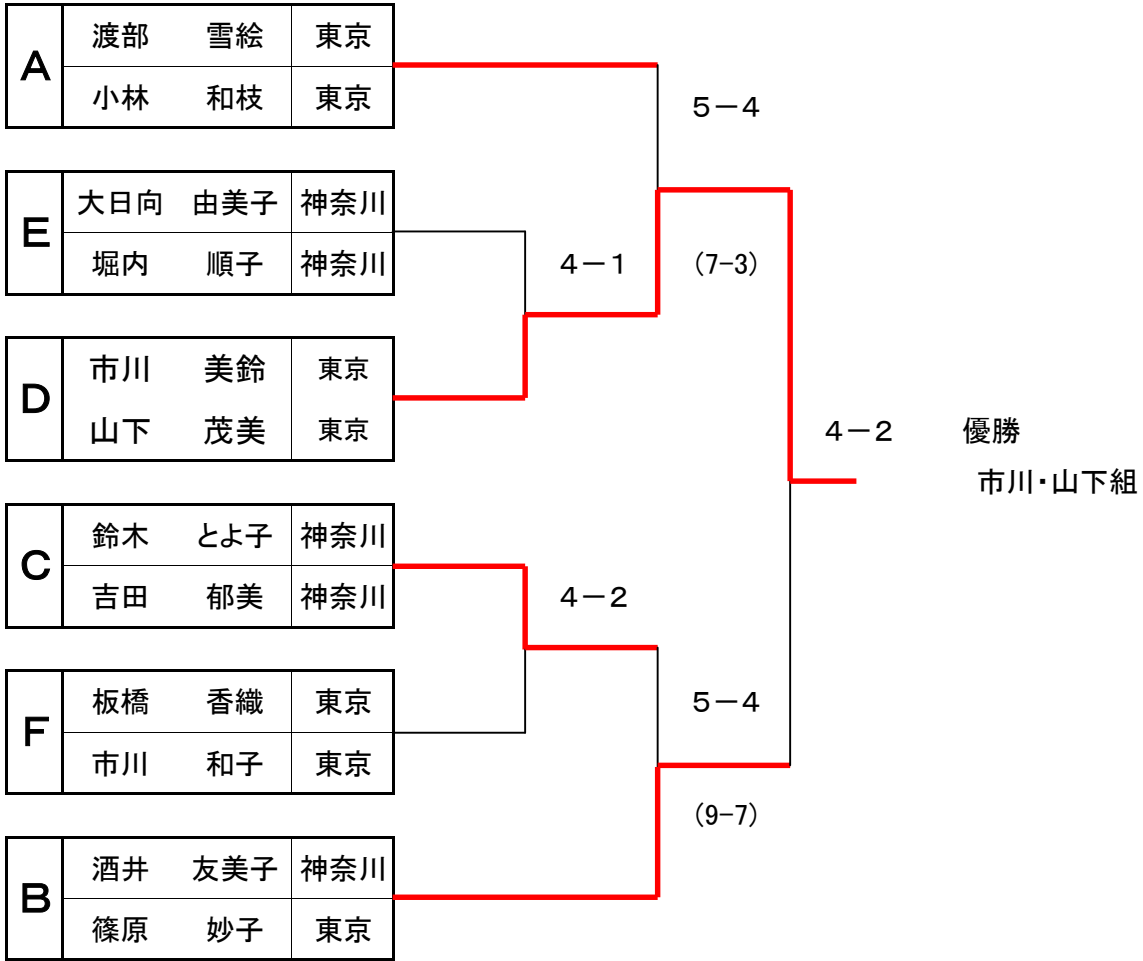 A
渡部 雪絵 東京
小林 和枝 東京
5－4
E
大日向 由美子 神奈川
堀内 順子 神奈川
4－1
(7-3)
D
市川 美鈴 東京
山下 茂美 東京
4－2 優勝
市川・山下組
C
鈴木 とよ子 神奈川
吉田 郁美 神奈川
4－2
F
板橋 香織 東京
市川 和子 東京
5－4
(9-7)
B
酒井 友美子 神奈川
篠原 妙子 東京